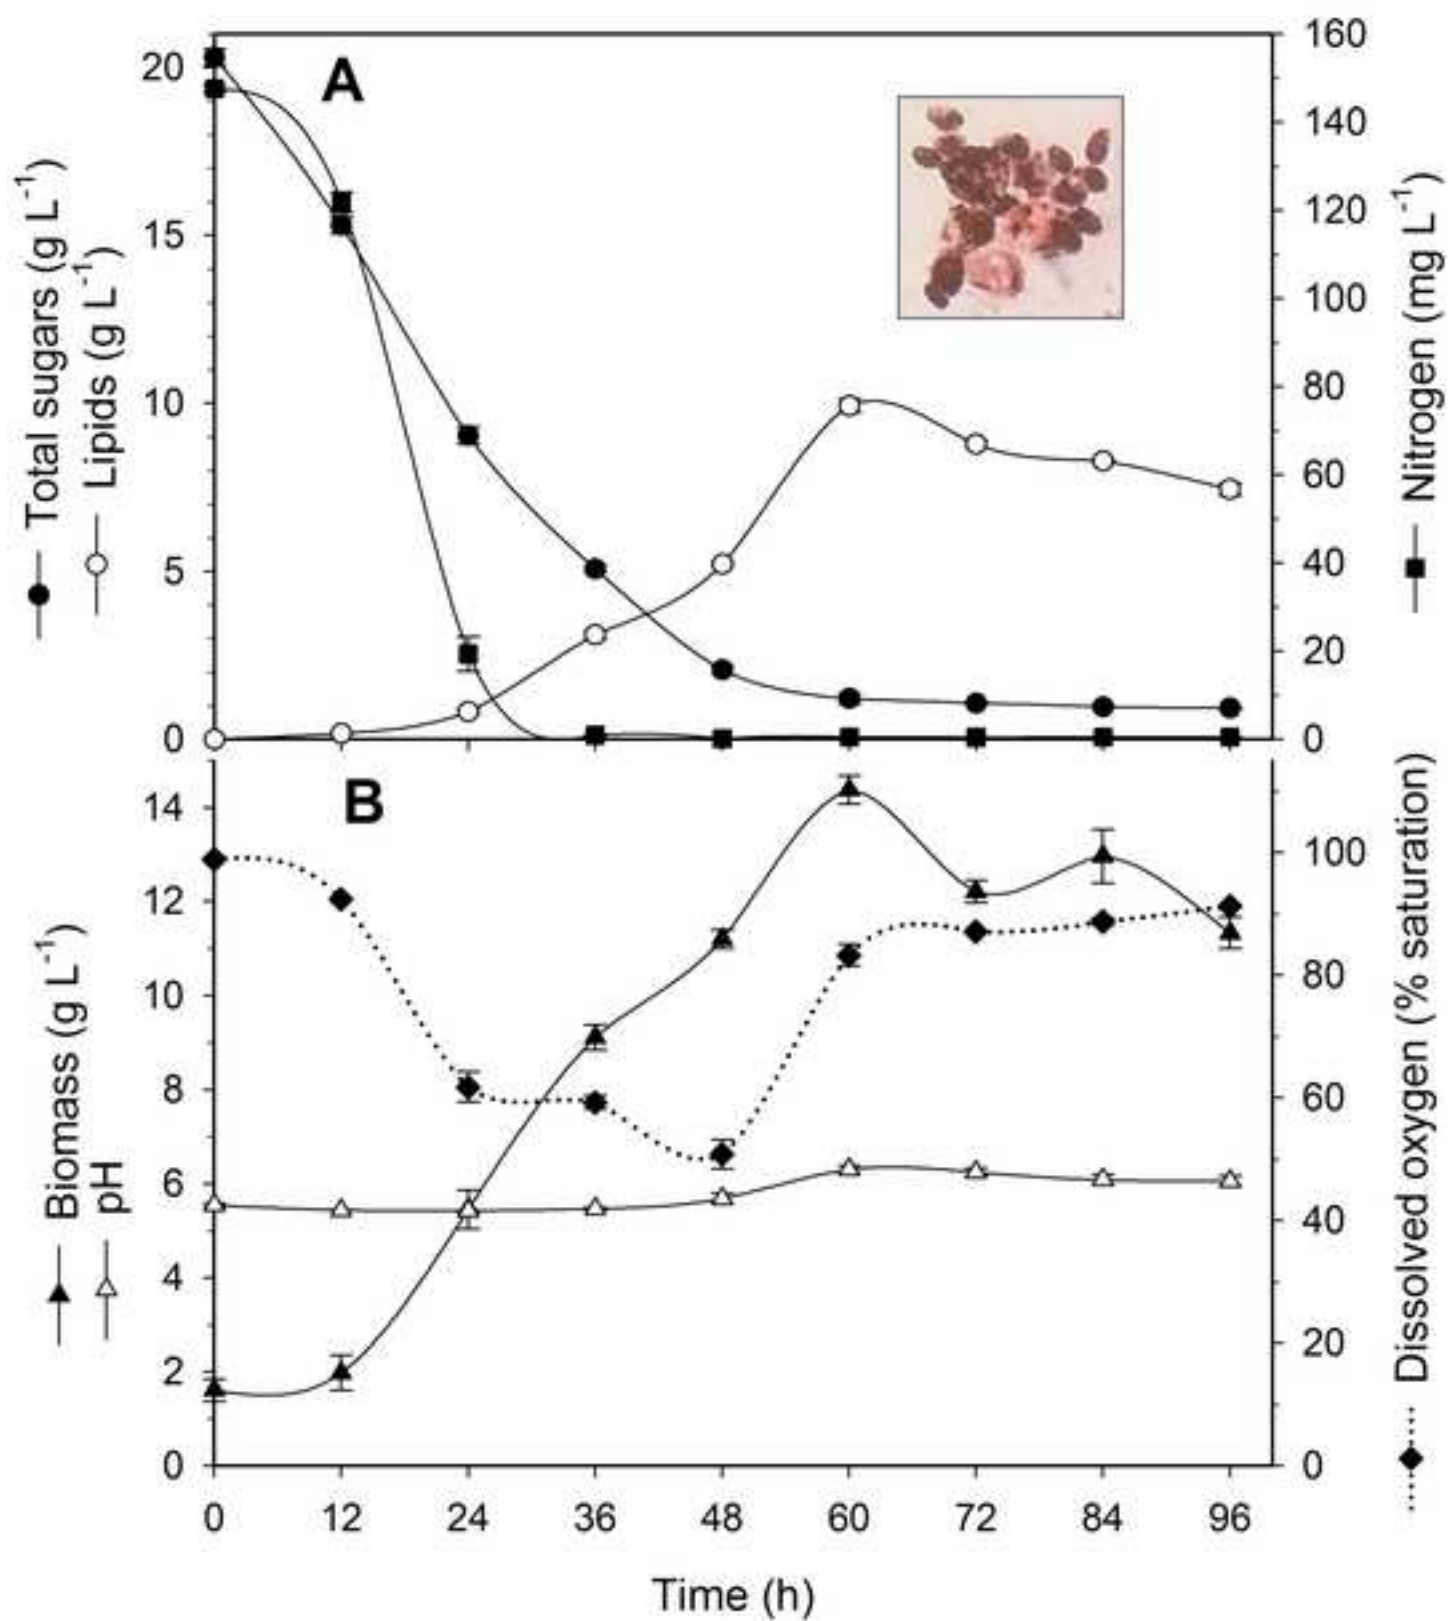 A
Total sugars (g L-1)
Lipids (g L-1)
20
15
10
5
0
160
140
120
100
80
60
40
20
0
Nitrogen (mg L-1)
B
Biomass (g L-1)
pH
14
12
10
8
6
4
2
0
100
80
60
40
20
0
Dissolved oxygen (% saturation)
0 12 24 36 48 60 72 84 96
Time (h)